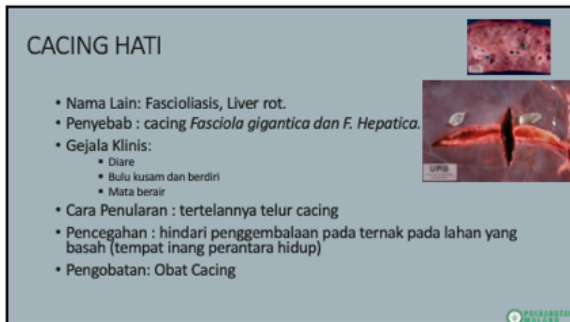 CACING HATI
• Nama Lain: Fascioliasis, Liver rot.
• Penyebab : cacing Fasciola gigantica dan F. Hepatica.
• Gejala Klinis:
▪ Diare
▪ Bulu kusam dan berdiri
▪ Mata berair
• Cara Penularan : tertelannya telur cacing
• Pencegahan : hindari penggembalaan pada ternak pada lahan yang
basah (tempat inang perantara hidup)
• Pengobatan: Obat Cacing
POLBANGTAN
MALANG